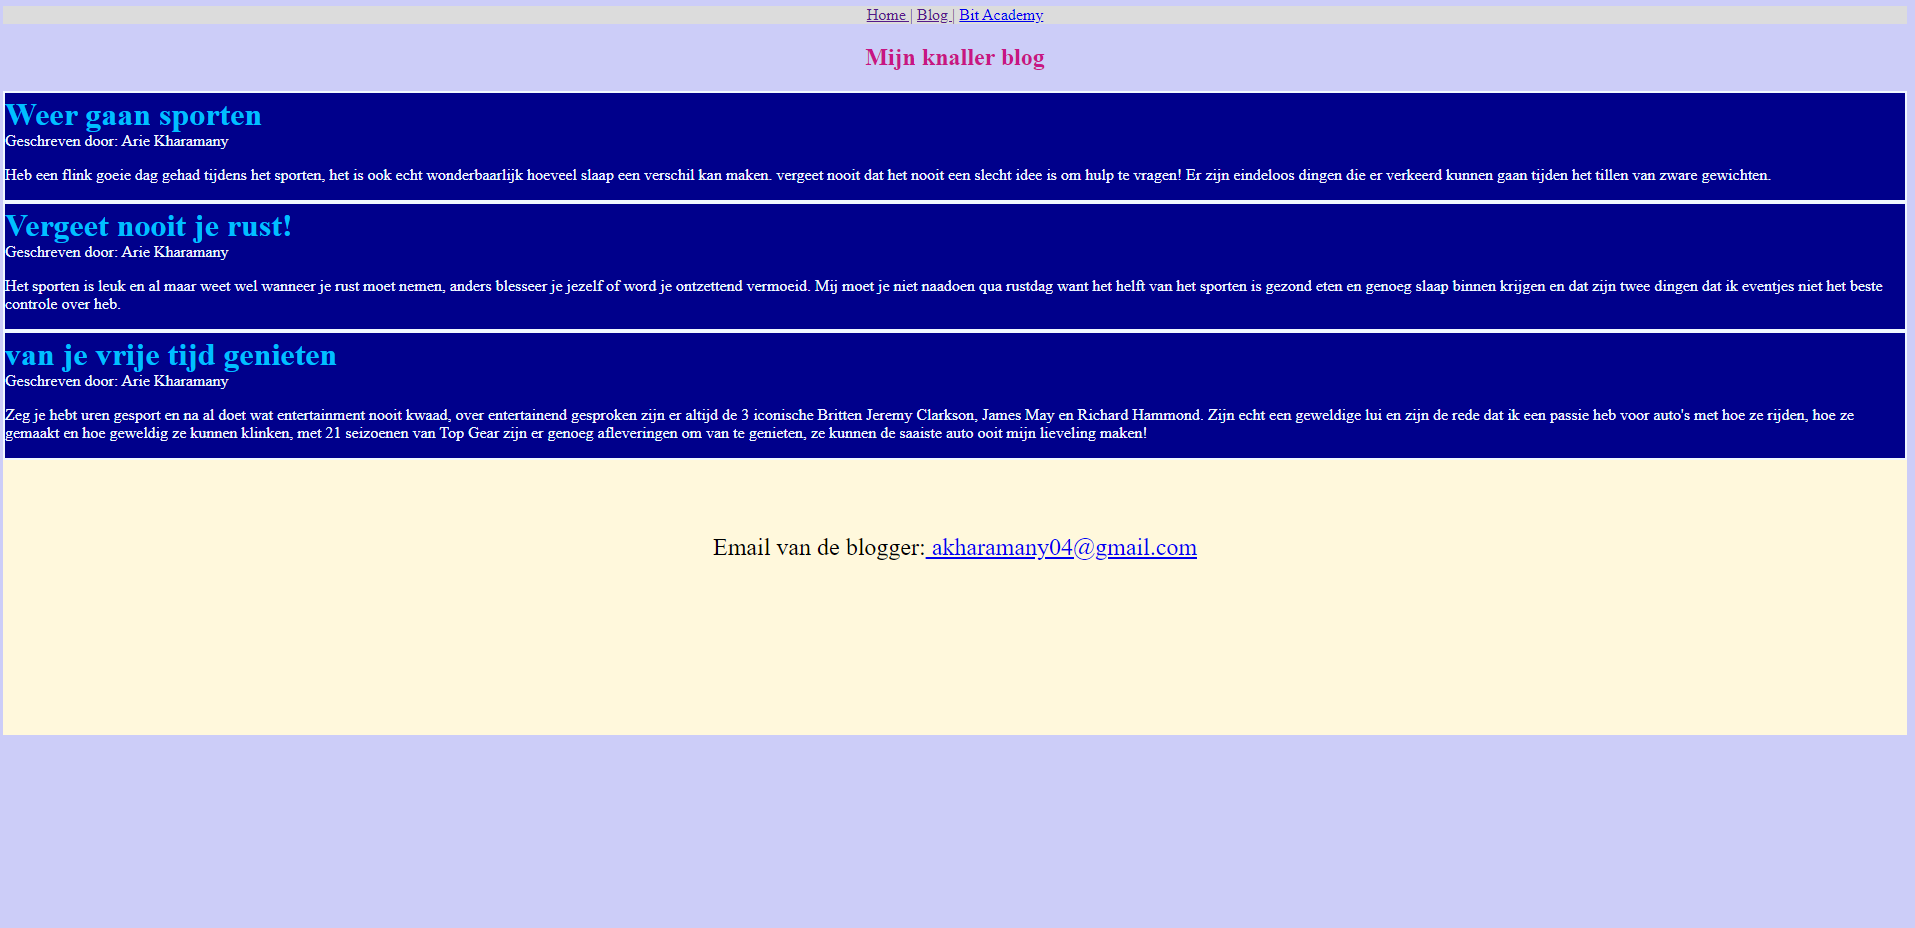 Home | Blog | Bit Academy
Mijn knaller blog
Weer gaan sporten
Geschreven door: Arie Kharamany
Heb een flink goeie dag gehad tijdens het sporten, het is ook echt wonderbaarlijk hoeveel slaap een verschil kan maken. vergeet nooit dat het nooit een slecht idee is om hulp te vragen! Er zijn eindeloos dingen die er verkeerd kunnen gaan tijden het tillen van zware gewichten.
Vergeet nooit je rust!
Geschreven door: Arie Kharamany
Het sporten is leuk en al maar weet wel wanneer je rust moet nemen, anders blesseer je jezelf of word je ontzettend vermoeid. Mij moet je niet naadoen qua rustdag want het helft van het sporten is gezond eten en genoeg slaap binnen krijgen en dat zijn twee dingen dat ik eventjes niet het beste
controle over heb.
van je vrije tijd genieten
Geschreven door: Arie Kharamany
Zeg je hebt uren gesport en na al doet wat entertainment nooit kwaad, over entertainend gesproken zijn er altijd de 3 iconische Britten Jeremy Clarkson, James May en Richard Hammond. Zijn echt een geweldige lui en zijn de rede dat ik een passie heb voor auto's met hoe ze rijden, hoe ze
gemaakt en hoe geweldig ze kunnen klinken, met 21 seizoenen van Top Gear zijn er genoeg afleveringen om van te genieten, ze kunnen de saaiste auto ooit mijn lieveling maken!
Email van de blogger: akharamany04@gmail.com